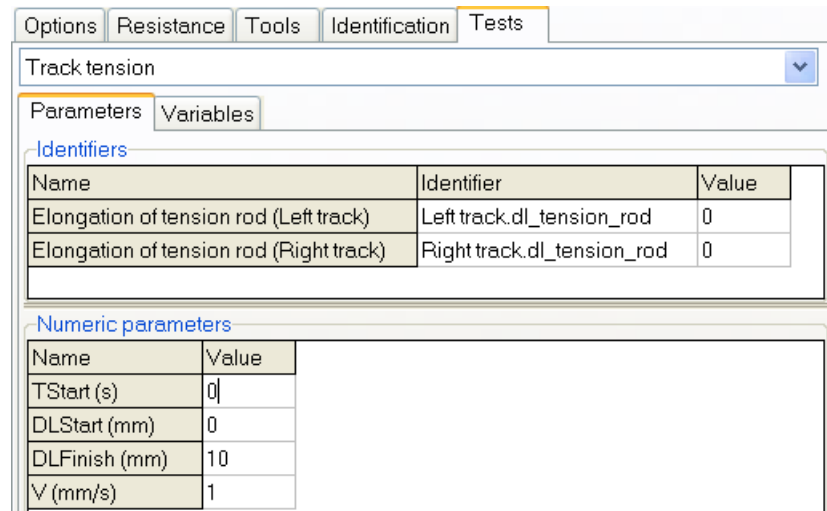 Options Resistance Tools Identification Tests
Track tension
Parameters Variables
Identifiers
Name Identifier Value
Elongation of tension rod (Left track) Left track.dl_tension_rod 0
Elongation of tension rod (Right track) Right track.dl_tension_rod 0
Numeric parameters
Name Value
TStart (s) 0
DLStart (mm) 0
DLFinish (mm) 10
V (mm/s) 1